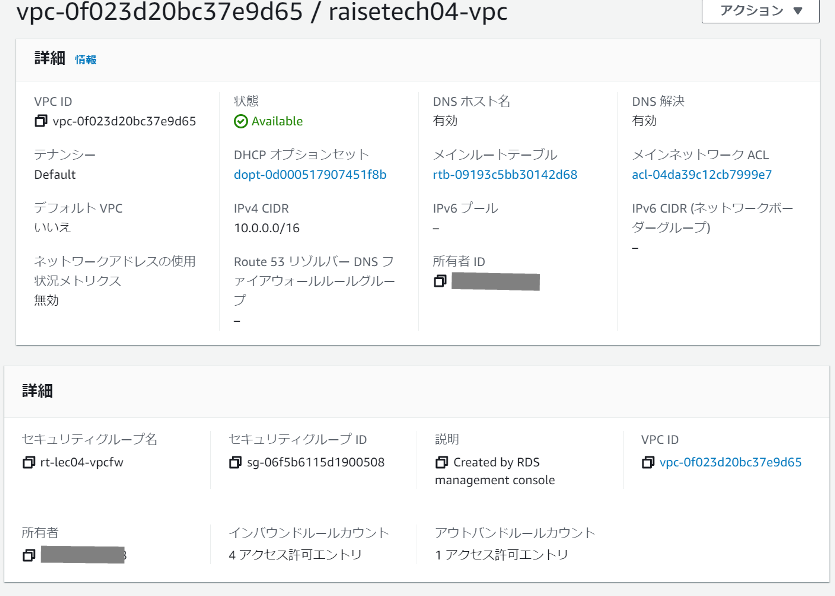 vpc-0f023d20bc37e9d65 / raisetech04-vpc
アクション ▼
詳細 情報
VPC ID
vpc-0f023d20bc37e9d65
状態
Available
DNS ホスト名
有効
DNS 解決
有効
テナンシー
Default
DHCP オプションセット
dopt-0d000517907451f8b
メインルートテーブル
rtb-09193c5bb30142d68
メインネットワーク ACL
acl-04da39c12cb7999e7
デフォルト VPC
いいえ
IPv4 CIDR
10.0.0.0/16
IPv6 プール
–
IPv6 CIDR (ネットワークボー
ダーグループ)
–
ネットワークアドレスの使用
状況メトリクス
無効
Route 53 リゾルバー DNS フ
ァイアウォールルールグルー
プ
–
所有者 ID
詳細
セキュリティグループ名
rt-lec04-vpcfw
セキュリティグループ ID
sg-06f5b6115d1900508
説明
Created by RDS
management console
VPC ID
vpc-0f023d20bc37e9d65
所有者
インバウンドルールカウント
4 アクセス許可エントリ
アウトバンドルールカウント
1 アクセス許可エントリ